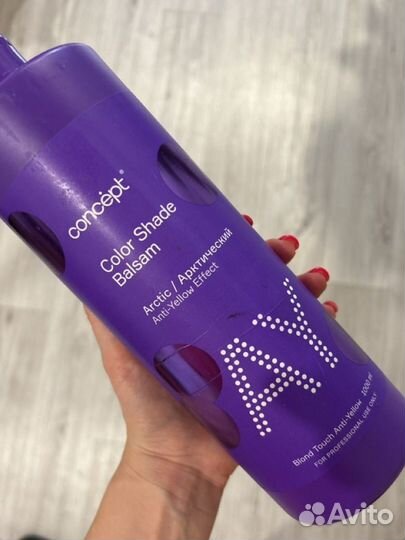 concépt®
Color Shade
Balsam
Arctic / Арктический
Anti-Yellow Effect
AY
Blond Touch Anti-Yellow 1000 ml
FOR PROFESSIONAL USE ONLY
Avito